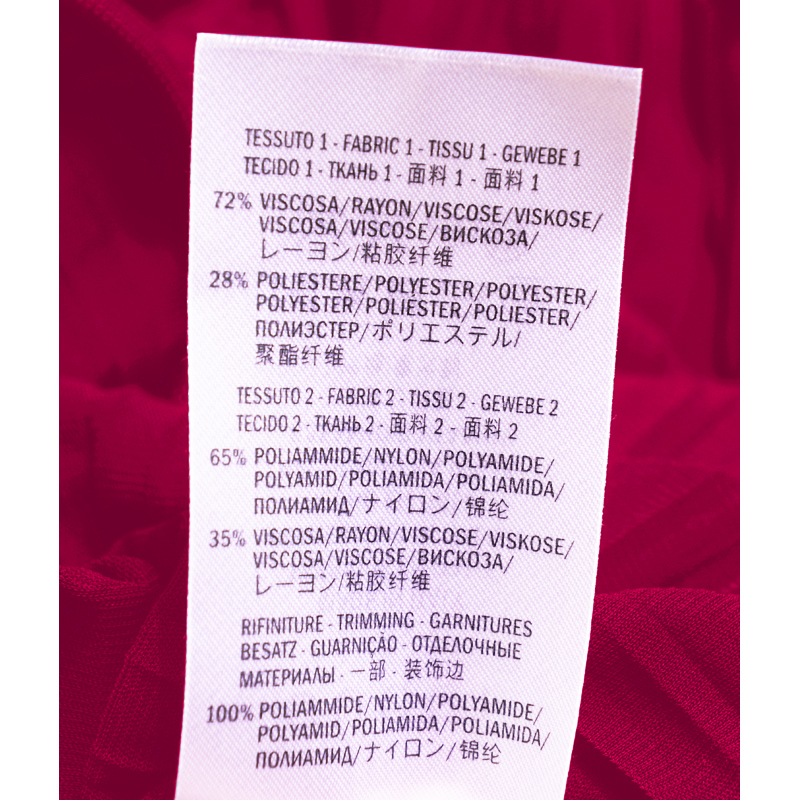 TESSUTO 1 - FABRIC 1 - TISSU 1 - GEWEBE 1
TECIDO 1 - ТКАНЬ 1 - 面料 1 - 面料 1
72% VISCOSA/RAYON/VISCOSE/VISKOSE/
VISCOSA/VISCOSE/ВИСКОЗА/
レーヨン/粘胶纤维
28% POLIESTERE/POLYESTER/POLYESTER/
POLYESTER/POLIÉSTER/POLIESTER/
ПОЛИЭСТЕР/ポリエステル/
聚酯纤维
TESSUTO 2 - FABRIC 2 - TISSU 2 - GEWEBE 2
TECIDO 2 - ТКАНЬ 2 - 面料 2 - 面料 2
65% POLIAMMIDE/NYLON/POLYAMIDE/
POLYAMID/POLIAMIDA/POLIAMIDA/
ПОЛИАМИД/ナイロン/锦纶
35% VISCOSA/RAYON/VISCOSE/VISKOSE/
VISCOSA/VISCOSE/ВИСКОЗА/
レーヨン/粘胶纤维
RIFINITURE - TRIMMING - GARNITURES
BESATZ - GUARNIÇÃO - ОТДЕЛОЧНЫЕ
МАТЕРИАЛЫ - 一部 - 装饰边
100% POLIAMMIDE/NYLON/POLYAMIDE/
POLYAMID/POLIAMIDA/POLIAMIDA/
ПОЛИАМИД/ナイロン/锦纶